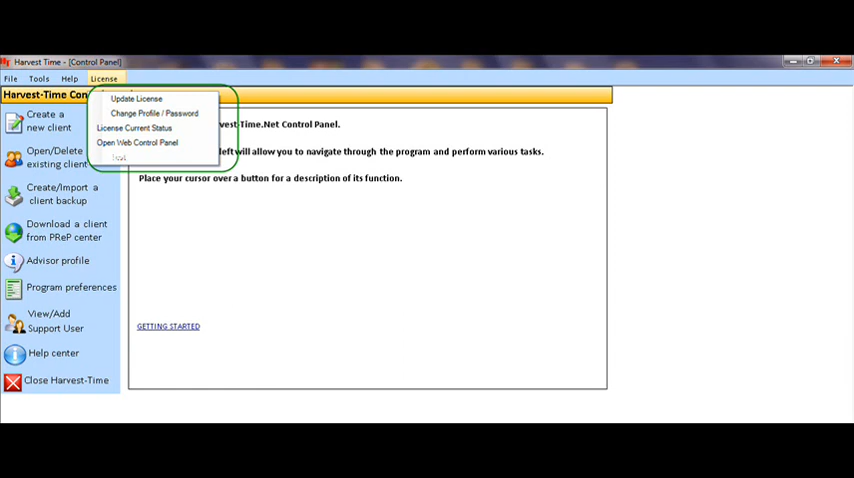 Harvest Time - [Control Panel]
File Tools Help License
Harvest-Time Con
Update License
Change Profile / Password
License Current Status
Open Web Control Panel
Create a
new client
Open/Delete
existing client
Create/Import a
client backup
Download a client
from PReP center
Advisor profile
Program preferences
View/Add
Support User
Help center
Close Harvest-Time
vest-Time.Net Control Panel.
left will allow you to navigate through the program and perform various tasks.
Place your cursor over a button for a description of its function.
GETTING STARTED